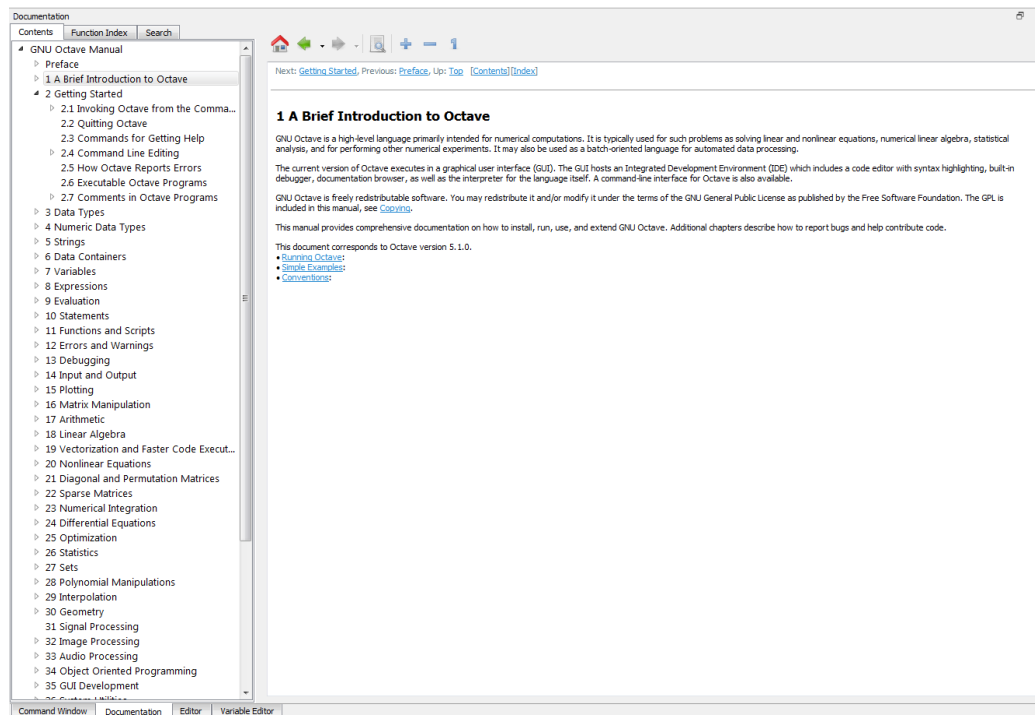 Documentation
Contents
Function Index
Search
GNU Octave Manual
Preface
1 A Brief Introduction to Octave
2 Getting Started
2.1 Invoking Octave from the Comma...
2.2 Quitting Octave
2.3 Commands for Getting Help
2.4 Command Line Editing
2.5 How Octave Reports Errors
2.6 Executable Octave Programs
2.7 Comments in Octave Programs
3 Data Types
4 Numeric Data Types
5 Strings
6 Data Containers
7 Variables
8 Expressions
9 Evaluation
10 Statements
11 Functions and Scripts
12 Errors and Warnings
13 Debugging
14 Input and Output
15 Plotting
16 Matrix Manipulation
17 Arithmetic
18 Linear Algebra
19 Vectorization and Faster Code Execut...
20 Nonlinear Equations
21 Diagonal and Permutation Matrices
22 Sparse Matrices
23 Numerical Integration
24 Differential Equations
25 Optimization
26 Statistics
27 Sets
28 Polynomial Manipulations
29 Interpolation
30 Geometry
31 Signal Processing
32 Image Processing
33 Audio Processing
34 Object Oriented Programming
35 GUI Development
36 System Utilities
Next: Getting Started, Previous: Preface, Up: Top [Contents][Index]
1 A Brief Introduction to Octave
GNU Octave is a high-level language primarily intended for numerical computations. It is typically used for such problems as solving linear and nonlinear equations, numerical linear algebra, statistical
analysis, and for performing other numerical experiments. It may also be used as a batch-oriented language for automated data processing.
The current version of Octave executes in a graphical user interface (GUI). The GUI hosts an Integrated Development Environment (IDE) which includes a code editor with syntax highlighting, built-in
debugger, documentation browser, as well as the interpreter for the language itself. A command-line interface for Octave is also available.
GNU Octave is freely redistributable software. You may redistribute it and/or modify it under the terms of the GNU General Public License as published by the Free Software Foundation. The GPL is
included in this manual, see Copying.
This manual provides comprehensive documentation on how to install, run, use, and extend GNU Octave. Additional chapters describe how to report bugs and help contribute code.
This document corresponds to Octave version 5.1.0.
• Running Octave:
• Simple Examples:
• Conventions:
Command Window
Documentation
Editor
Variable Editor